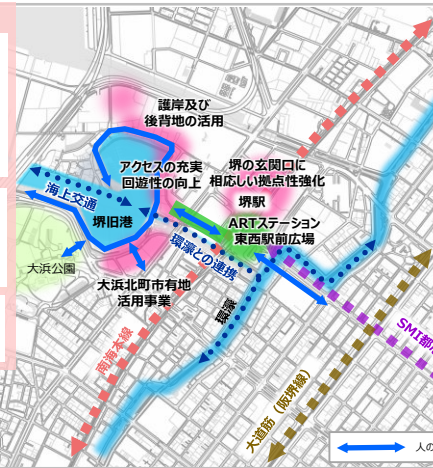 護岸及び
後背地の活用
アクセスの充実
回遊性の向上
堺の玄関口に
相応しい拠点性強化
堺駅
海上交通
堺旧港
ARTステーション
東西駅前広場
環濠との連携
大浜公園
大浜北町市有地
活用事業
環濠
南海本線
SMI都
大道筋（阪堺線）
人の